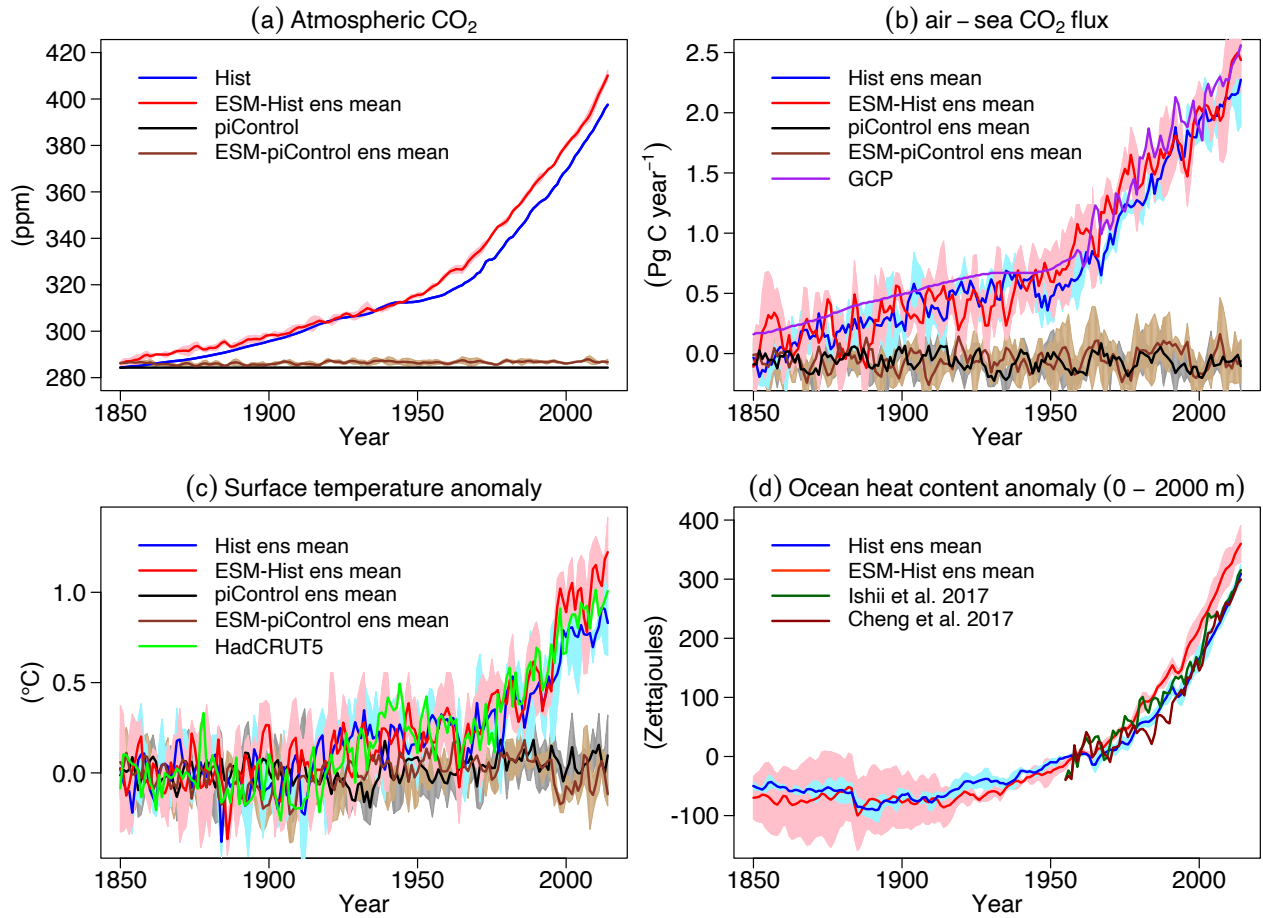 (a) Atmospheric CO₂
420
400
380
360
340
320
300
280
(ppm)
Hist
ESM-Hist ens mean
piControl
ESM-piControl ens mean
1850
1900
1950
2000
Year
(b) air – sea CO₂ flux
2.5
2.0
1.5
1.0
0.5
0.0
(Pg C year⁻¹)
Hist ens mean
ESM-Hist ens mean
piControl ens mean
ESM-piControl ens mean
GCP
1850
1900
1950
2000
Year
(c) Surface temperature anomaly
1.0
0.5
0.0
(°C)
Hist ens mean
ESM-Hist ens mean
piControl ens mean
ESM-piControl ens mean
HadCRUT5
1850
1900
1950
2000
Year
(d) Ocean heat content anomaly (0 – 2000 m)
400
300
200
100
0
-100
(Zettajoules)
Hist ens mean
ESM-Hist ens mean
Ishii et al. 2017
Cheng et al. 2017
1850
1900
1950
2000
Year